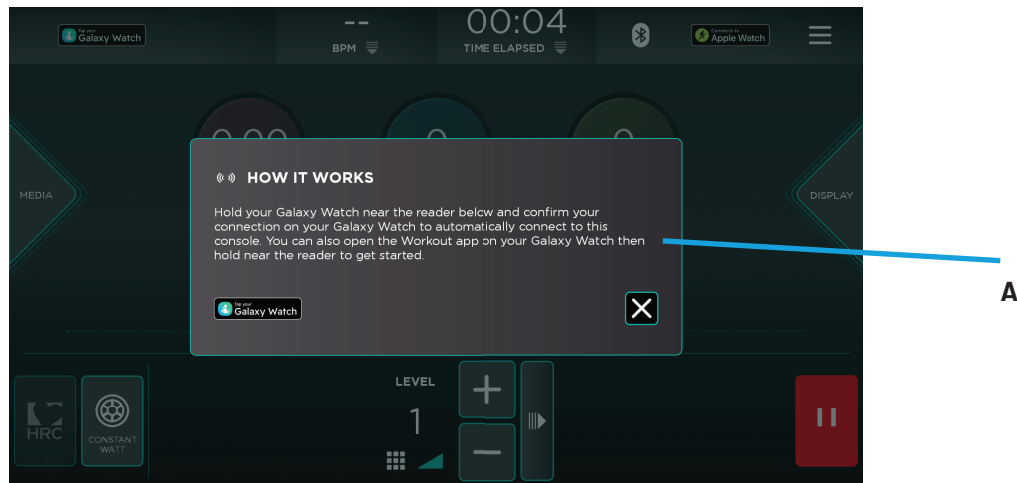 Tap your
Galaxy Watch
--
BPM
00:04
TIME ELAPSED
Connects to
Apple Watch
MEDIA
DISPLAY
HOW IT WORKS
Hold your Galaxy Watch near the reader below and confirm your
connection on your Galaxy Watch to automatically connect to this
console. You can also open the Workout app on your Galaxy Watch then
hold near the reader to get started.
Tap your
Galaxy Watch
A
LEVEL
1
HRC
CONSTANT
WATT